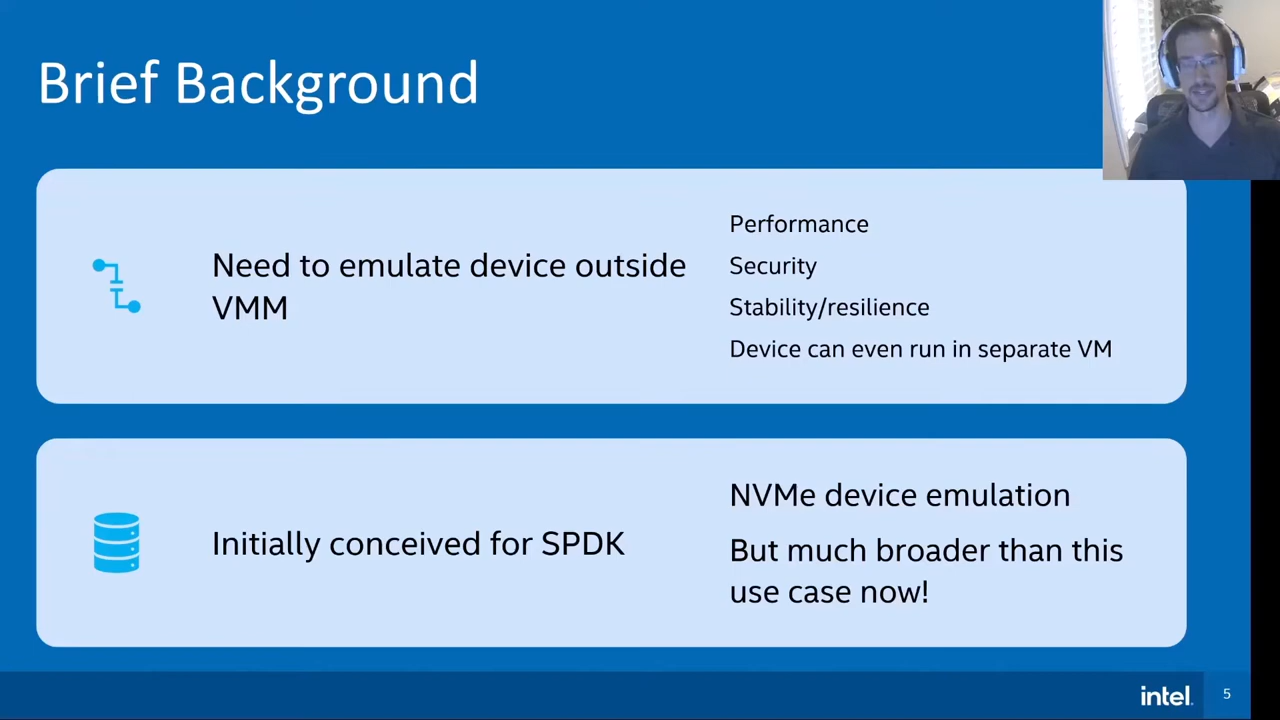 Brief Background
Need to emulate device outside
VMM
Performance
Security
Stability/resilience
Device can even run in separate VM
Initially conceived for SPDK
NVMe device emulation
But much broader than this
use case now!
intel.
5